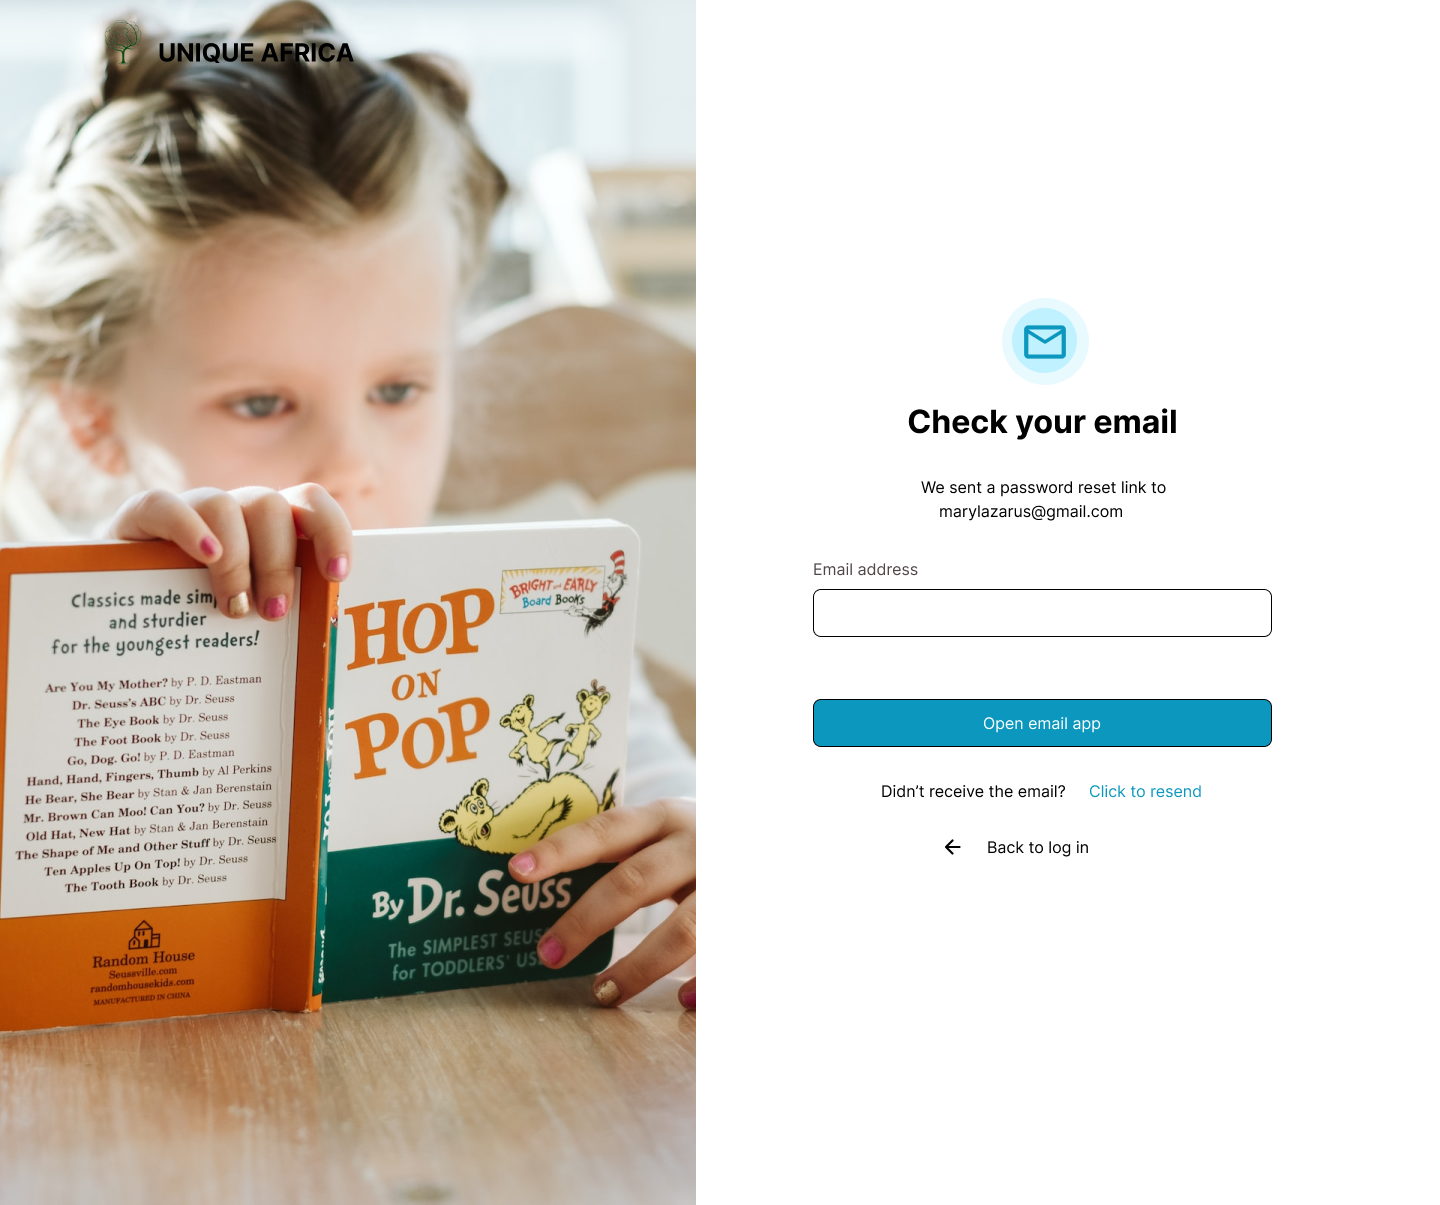 UNIQUE AFRICA
Classics made
and sturdier
for the youngest readers!
Are You My Mother? by P. D. Eastman
Dr. Seuss's ABC by Dr. Seuss
The Eye Book by Dr. Seuss
The Foot Book by Dr. Seuss
Go, Dog. Go! by P. D. Eastman
Hand, Hand, Fingers, Thumb by Al Perkins
He Bear, She Bear by Stan & Jan Berenstain
Mr. Brown Can Moo! Can You? by Dr. Seuss
Old Hat, New Hat by Stan & Jan Berenstain
The Shape of Me and Other Stuff by Dr. Seuss
Ten Apples Up On Top! by Dr. Seuss
The Tooth Book by Dr. Seuss
Random House
Seussville.com
randomhousekids.com
MANUFACTURED IN CHINA
BRIGHT and EARLY
Board Books
HOP
ON
POP
By Dr. Seuss
The SIMPLEST
for TODDLERS'
Check your email
We sent a password reset link to
marylazarus@gmail.com
Email address
Open email app
Didn’t receive the email? Click to resend
Back to log in